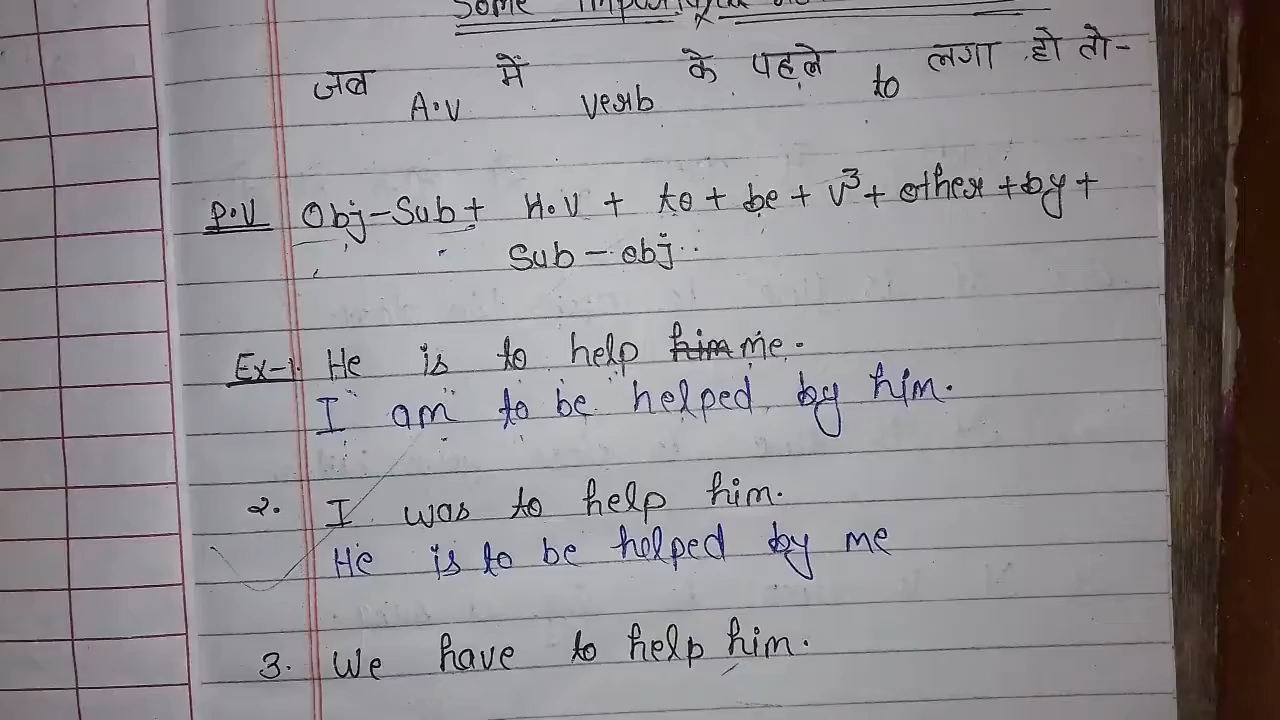 Some
जब A.V में verb के पहले to लगा हो तो-
P.V Obj-Sub + H.V + to + be + V³ + other + by +
Sub - obj.
Ex-1. He is to help him me.
I am to be helped by him.
2. I was to help him.
He is to be helped by me
3. We have to help him.